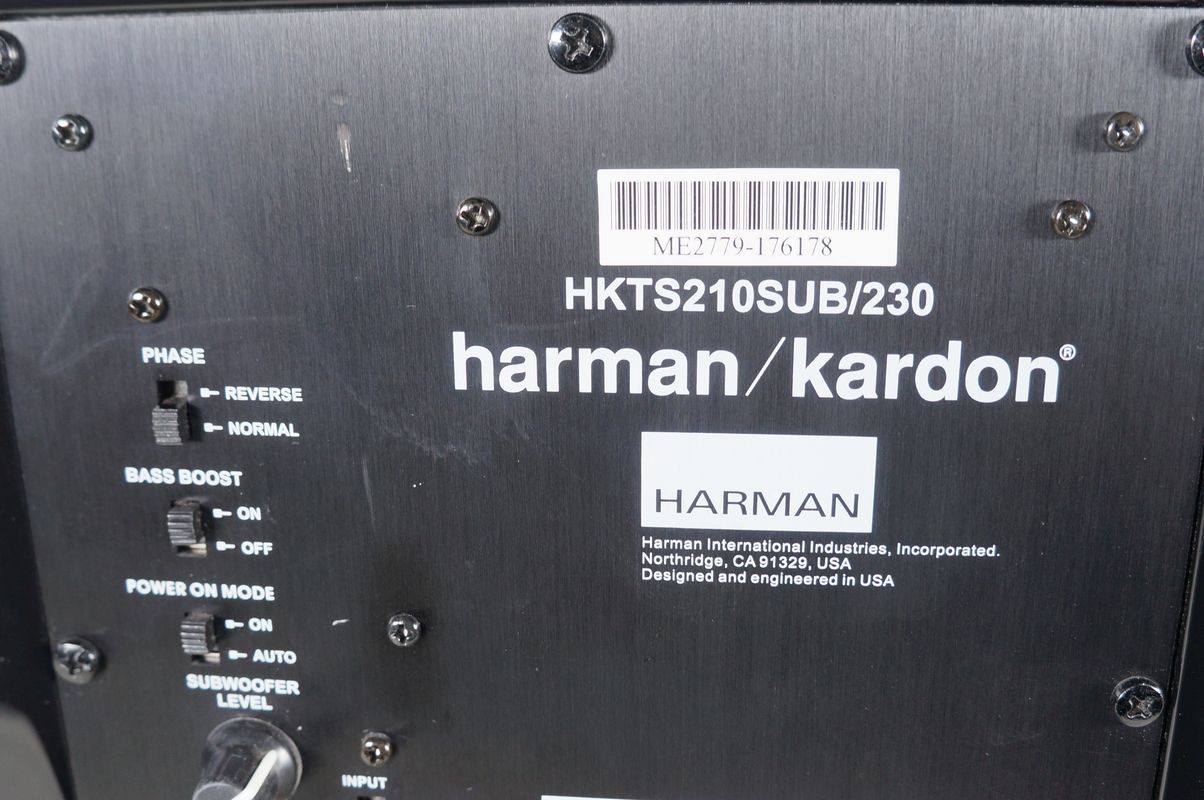 ME2779-176178
HKTS210SUB/230
harman/kardon®
HARMAN
Harman International Industries, Incorporated.
Northridge, CA 91329, USA
Designed and engineered in USA
PHASE
REVERSE
NORMAL
BASS BOOST
ON
OFF
POWER ON MODE
ON
AUTO
SUBWOOFER
LEVEL
INPUT